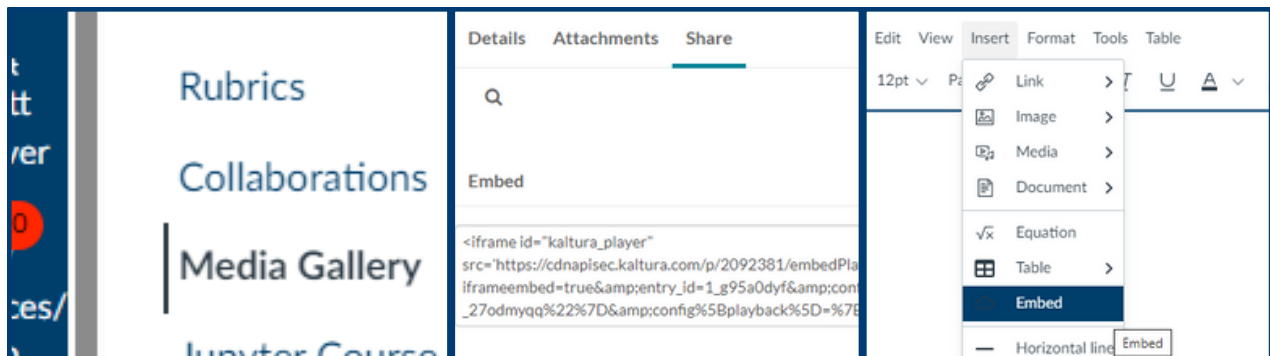 Rubrics
Collaborations
Media Gallery
Jupyter Course
Details Attachments Share
Embed
<iframe id="kaltura_player"
src='https://cdnapisec.kaltura.com/p/2092381/embedPla
iframeembed=true&amp;entry_id=1_g95a0dyf&amp;con
_27odmyqq%22%7D&amp;config%5Bplayback%5D=%7B
Edit View Insert Format Tools Table
12pt
U A
Link
Image
Media
Document
√x Equation
Table
Embed
Horizontal line
Embed